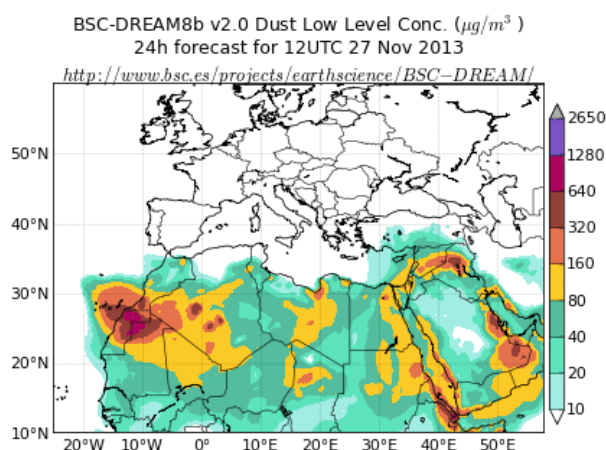 BSC-DREAM8b v2.0 Dust Low Level Conc. (μg/m³ )
24h forecast for 12UTC 27 Nov 2013
http://www.bsc.es/projects/earthscience/BSC−DREAM/
2650
1280
640
320
160
80
40
20
10
50°N
40°N
30°N
20°N
10°N
20°W 10°W 0° 10°E 20°E 30°E 40°E 50°E